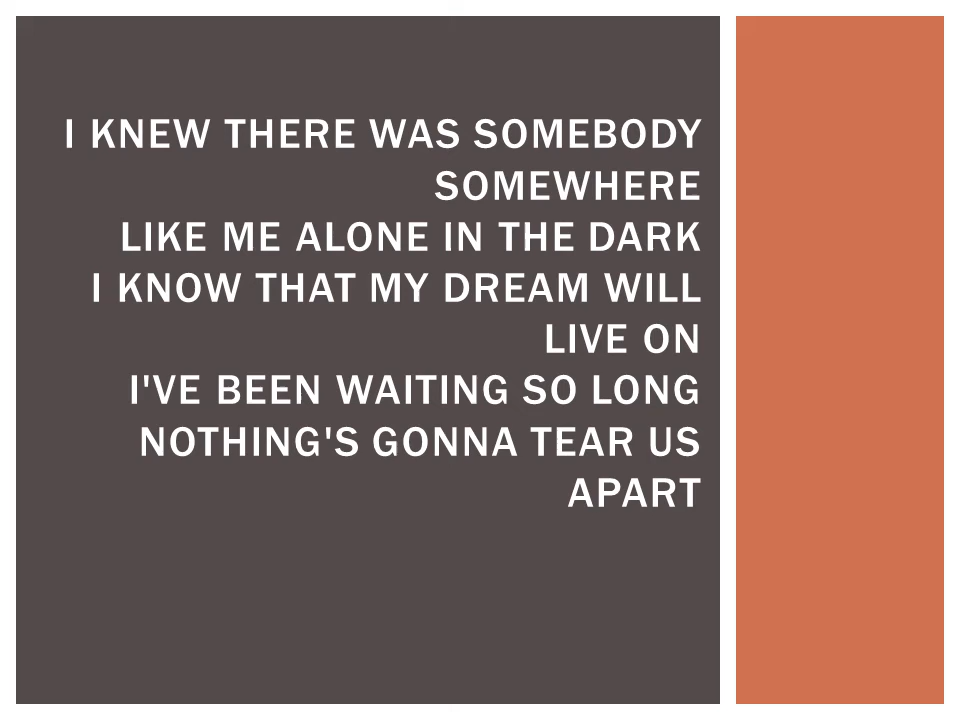 I KNEW THERE WAS SOMEBODY
SOMEWHERE
LIKE ME ALONE IN THE DARK
I KNOW THAT MY DREAM WILL
LIVE ON
I'VE BEEN WAITING SO LONG
NOTHING'S GONNA TEAR US
APART